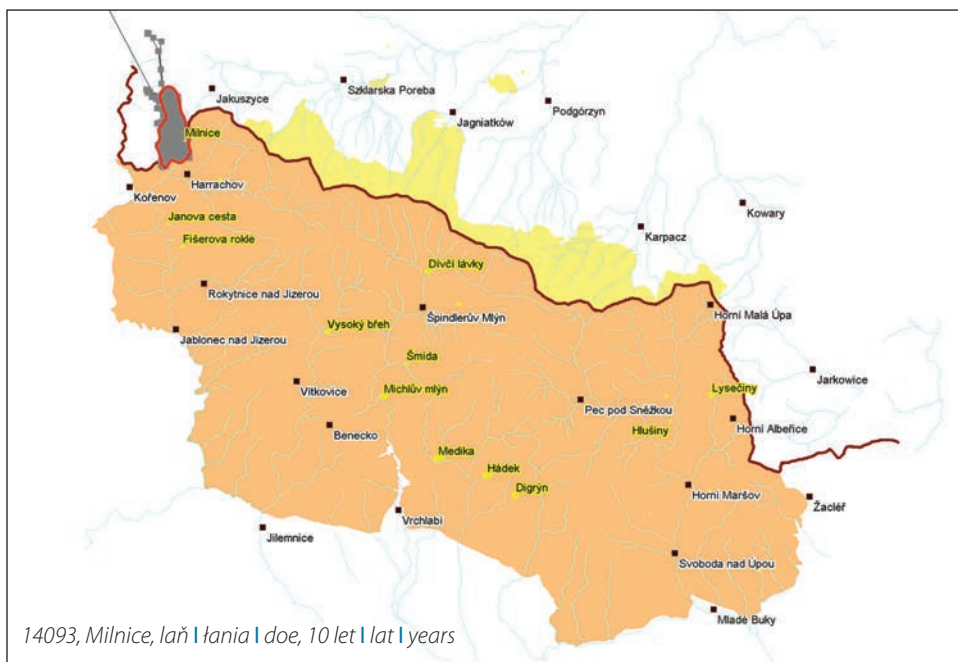 Szklarska Poreba
Jakuszyce
Podgórzyn
Jagniatków
Milnice
Harrachov
Kořenov
Kowary
Janova cesta
Karpacz
Fišerova rokle
Dívčí lávky
Rokytnice nad Jizerou
Horní Malá Úpa
Špindlerův Mlýn
Vysoký břeh
Jablonec nad Jizerou
Šmída
Jarkowice
Vítkovice
Michlův mlýn
Lysečiny
Pec pod Sněžkou
Horní Albeřice
Hlušiny
Benecko
Medika
Hádek
Horní Maršov
Digrýn
Žacléř
Vrchlabí
Jilemnice
Svoboda nad Úpou
Mladé Buky
14093, Milnice, laň I łania I doe, 10 let I lat I years